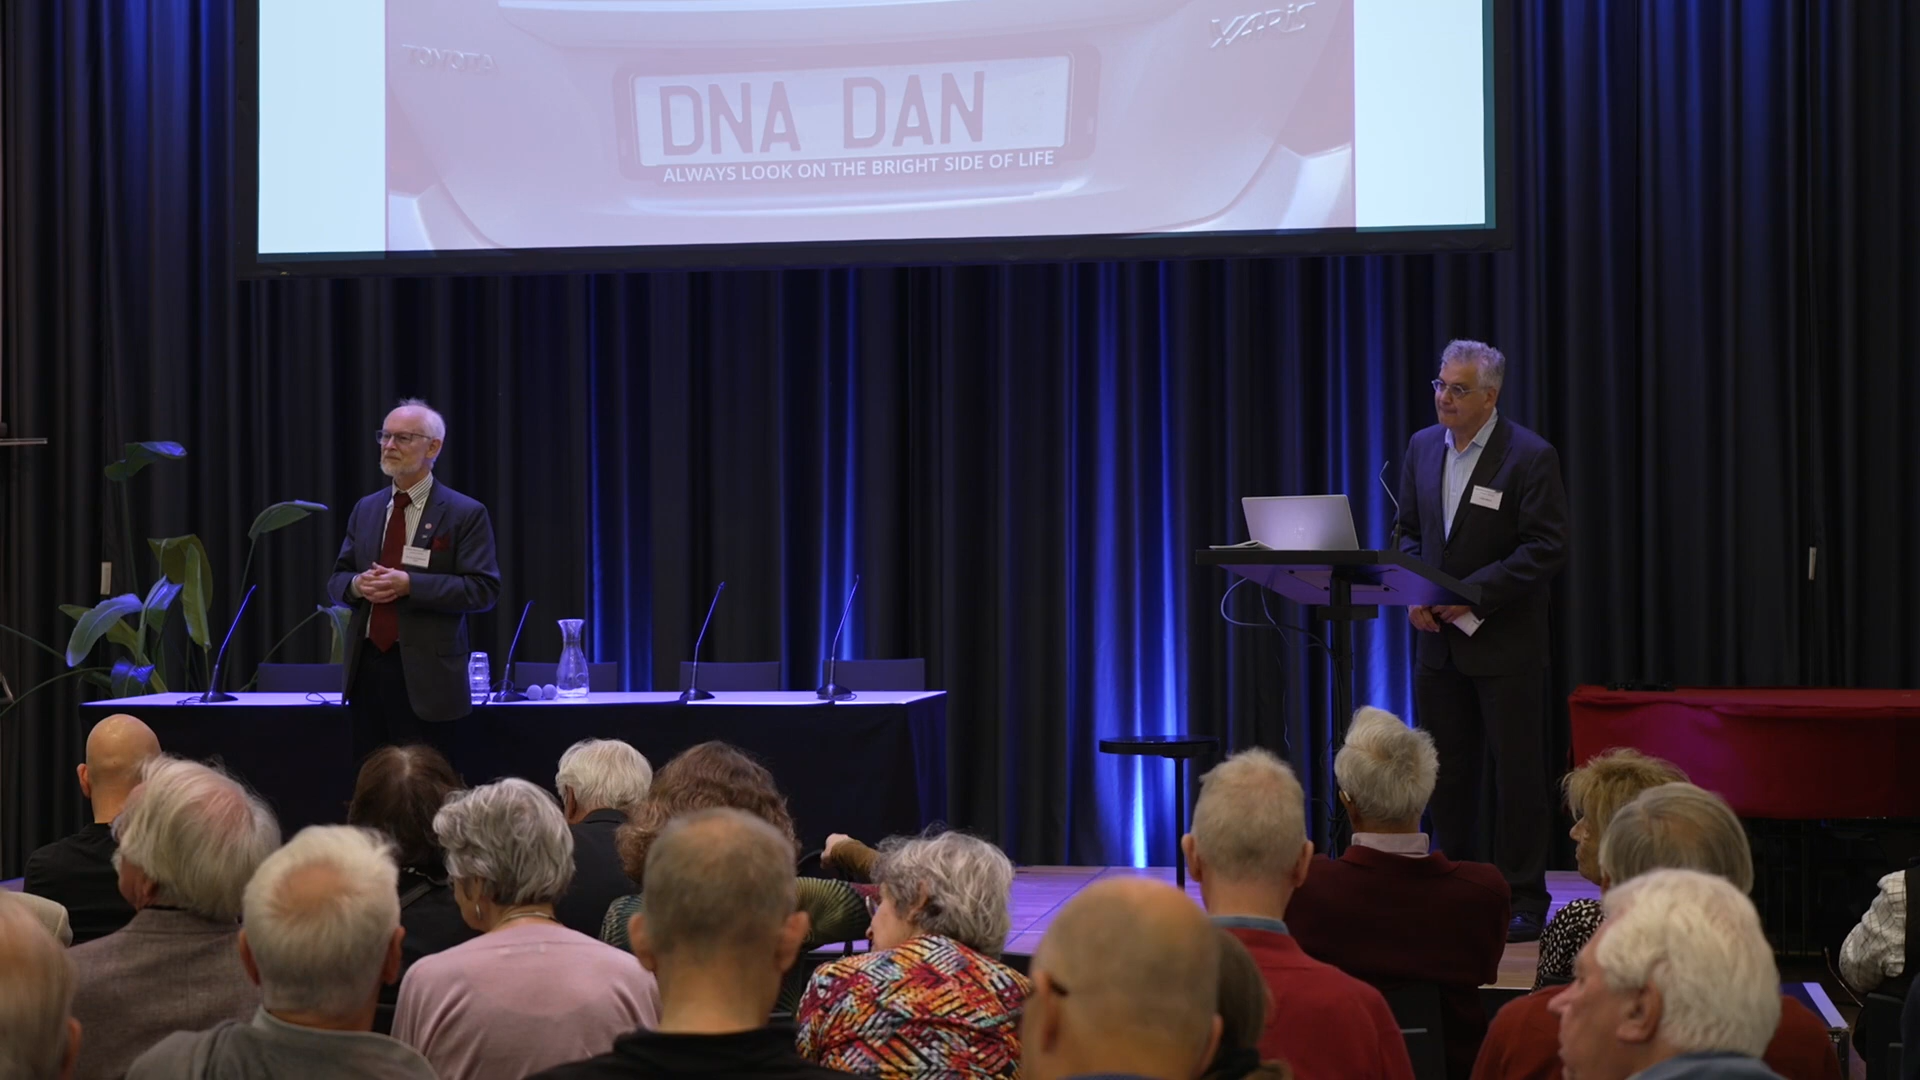 TOYOTA
YARIS
DNA DAN
ALWAYS LOOK ON THE BRIGHT SIDE OF LIFE